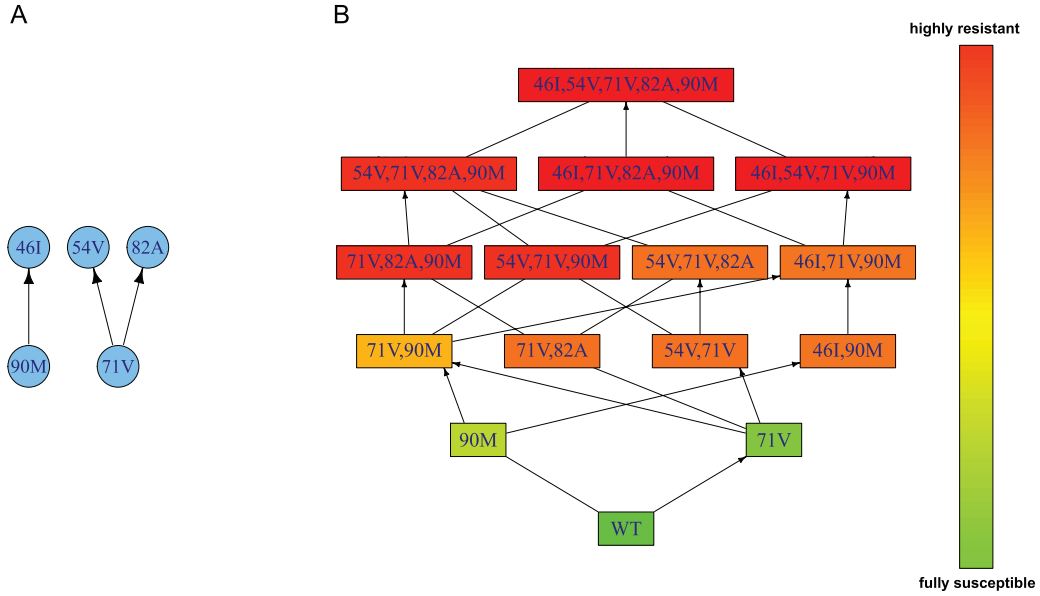 A
B
highly resistant
46I,54V,71V,82A,90M
54V,71V,82A,90M 46I,71V,82A,90M 46I,54V,71V,90M
46I 54V 82A
71V,82A,90M 54V,71V,90M 54V,71V,82A 46I,71V,90M
90M 71V
71V,90M 71V,82A 54V,71V 46I,90M
90M 71V
WT
fully susceptible